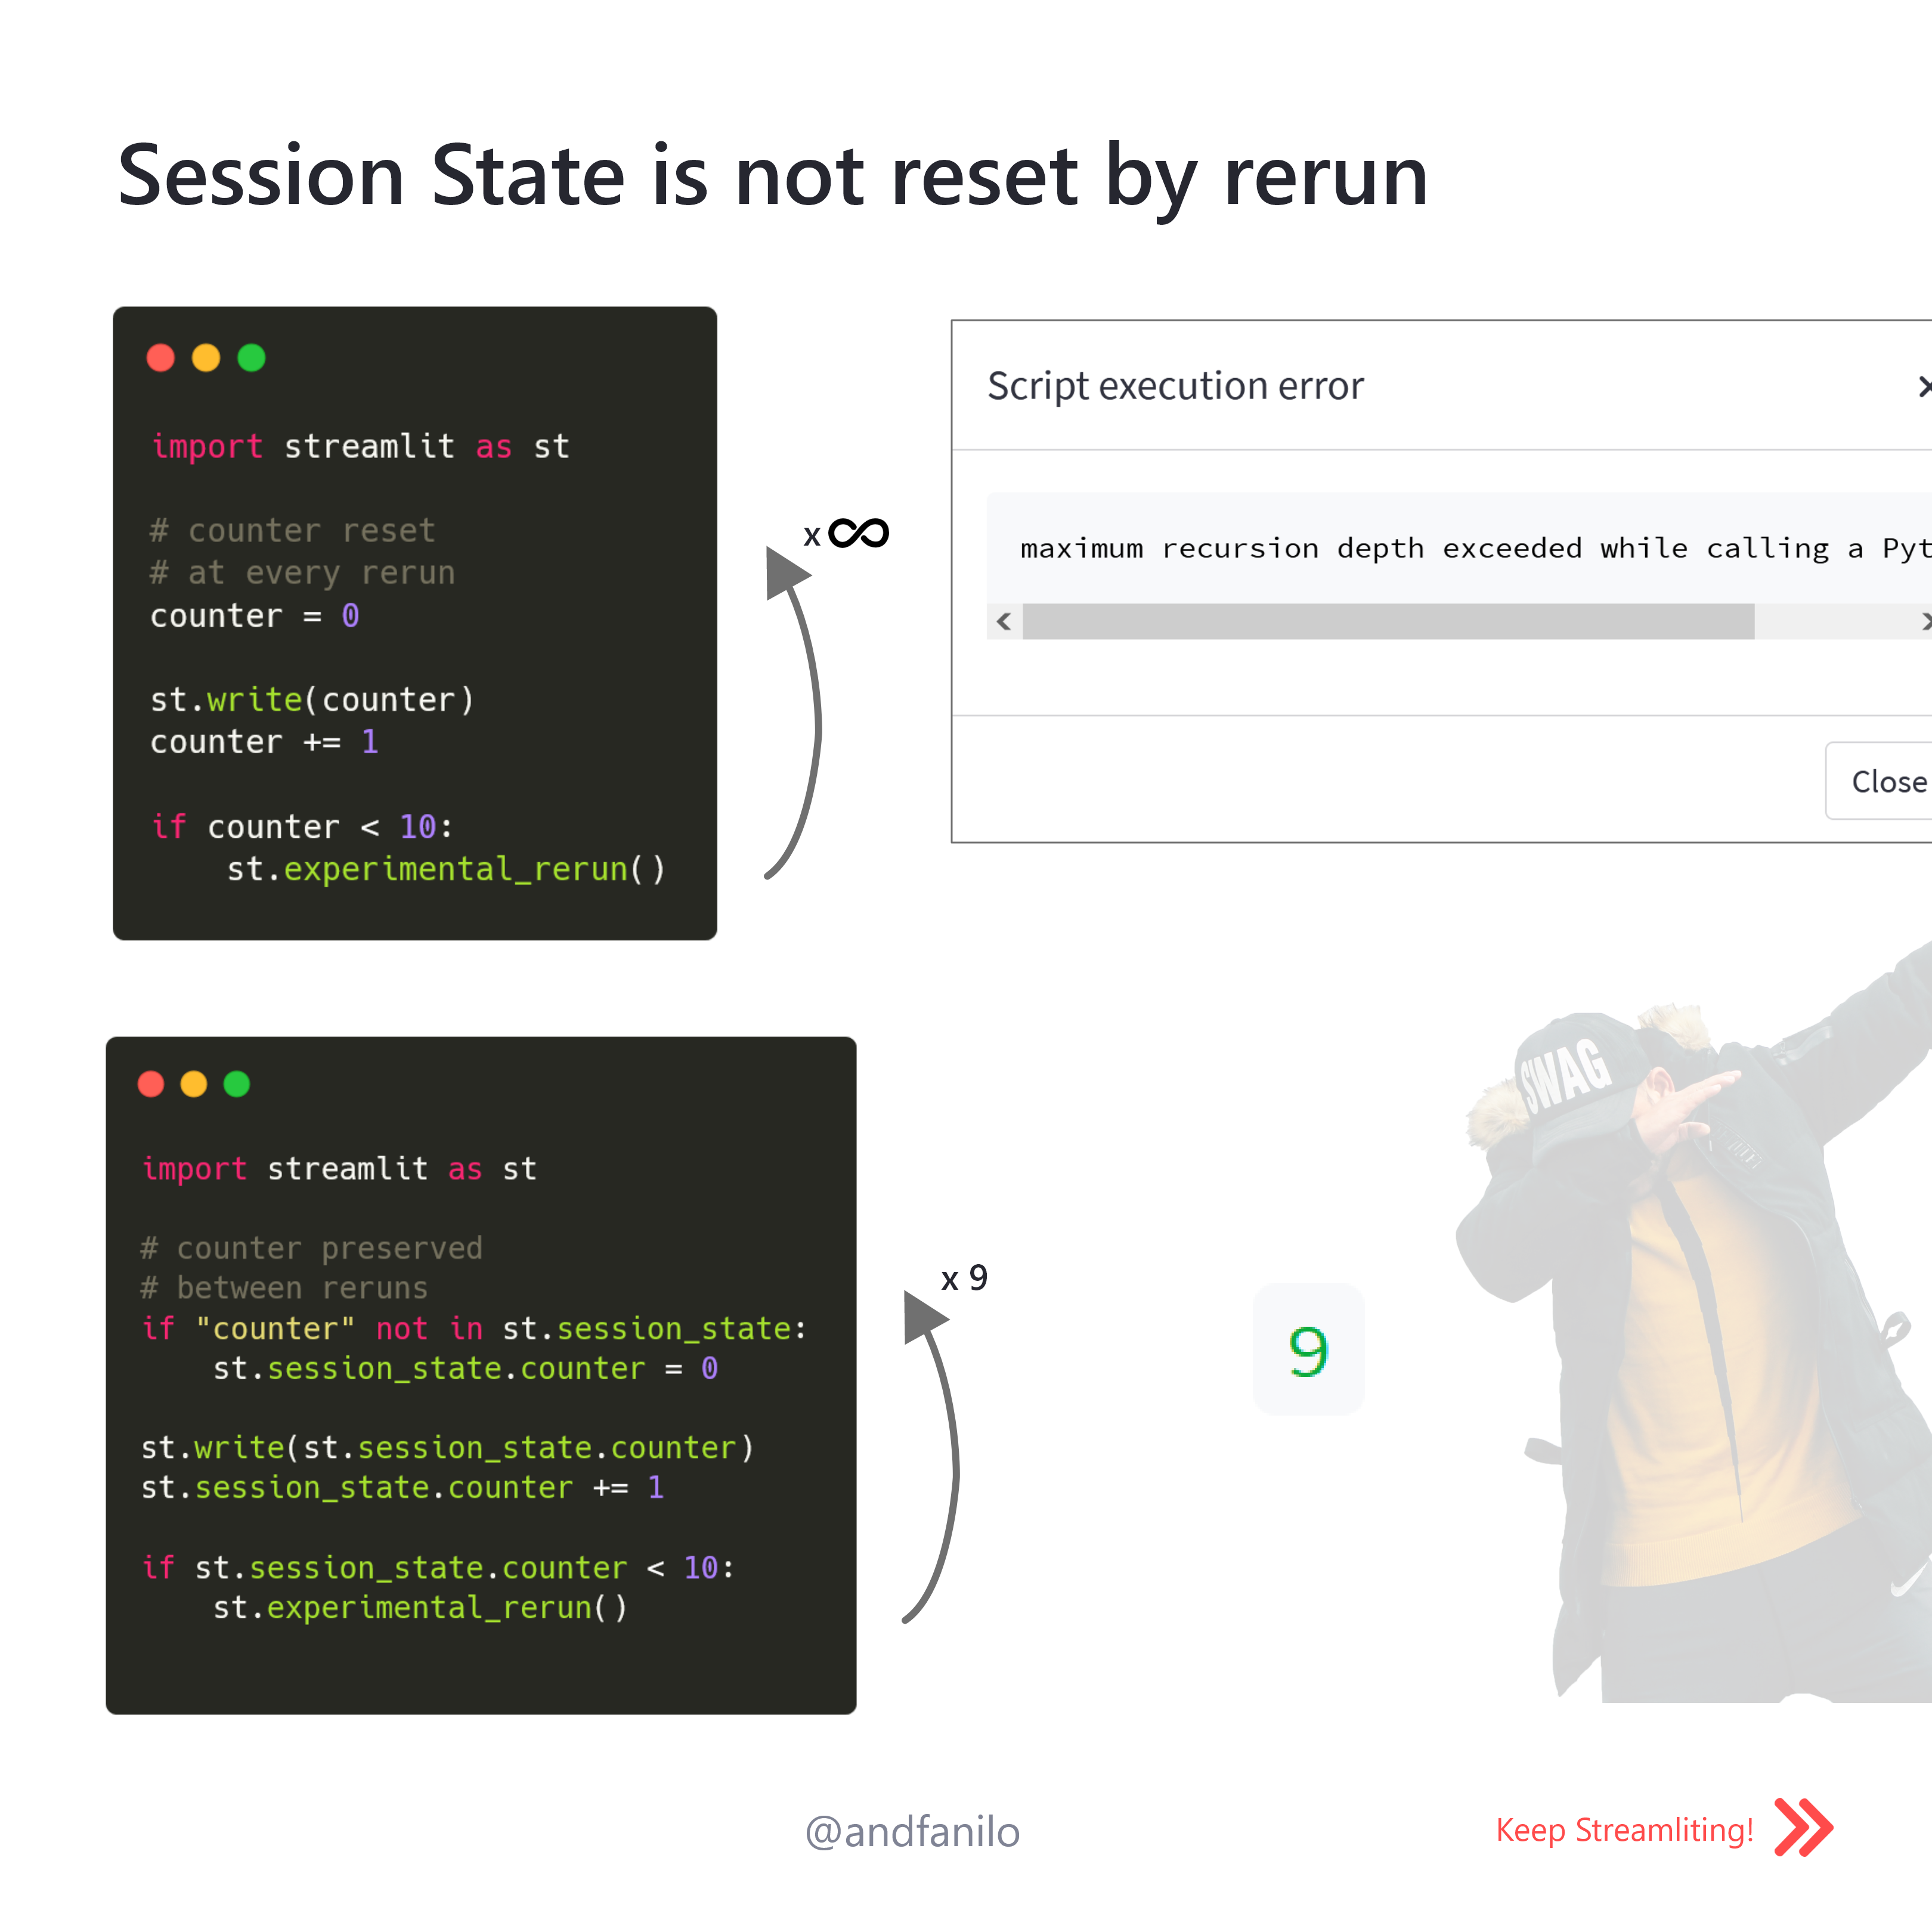 Session State is not reset by rerun
import streamlit as st
# counter reset
# at every rerun
counter = 0
st.write(counter)
counter += 1
if counter < 10:
    st.experimental_rerun()
x ∞
Script execution error
maximum recursion depth exceeded while calling a Pyt
Close
import streamlit as st
# counter preserved
# between reruns
if "counter" not in st.session_state:
    st.session_state.counter = 0
st.write(st.session_state.counter)
st.session_state.counter += 1
if st.session_state.counter < 10:
    st.experimental_rerun()
x 9
9
SWAG
@andfanilo
Keep Streamliting!